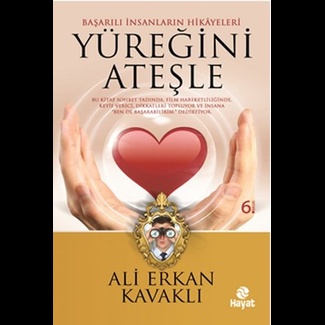 BAŞARILI İNSANLARIN HİKÂYELERİ
YÜREĞİNİ
ATEŞLE
BU KİTAP SOHBET TADINDA, FİLM HAREKETLİLİĞİNDE.
KEYİF VERİCİ, DİKKATLERİ TOPLUYOR VE İNSANA
"BEN DE BAŞARABİLİRİM." DEDİRTİYOR.
6.
ALİ ERKAN
KAVAKLI
Hayat